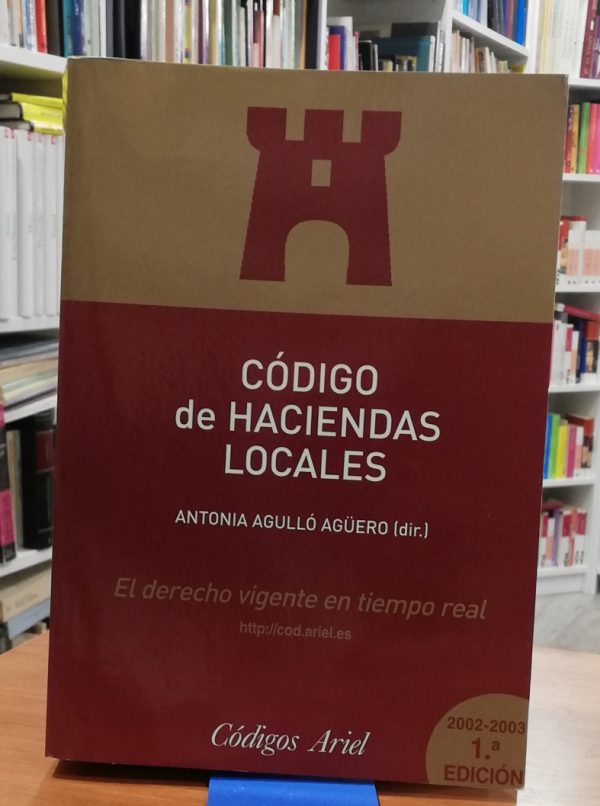 CÓDIGO
de HACIENDAS
LOCALES
ANTONIA AGULLÓ AGÜERO (dir.)
El derecho vigente en tiempo real
http://cod.ariel.es
Códigos Ariel
2002-2003
1.ª
EDICIÓN